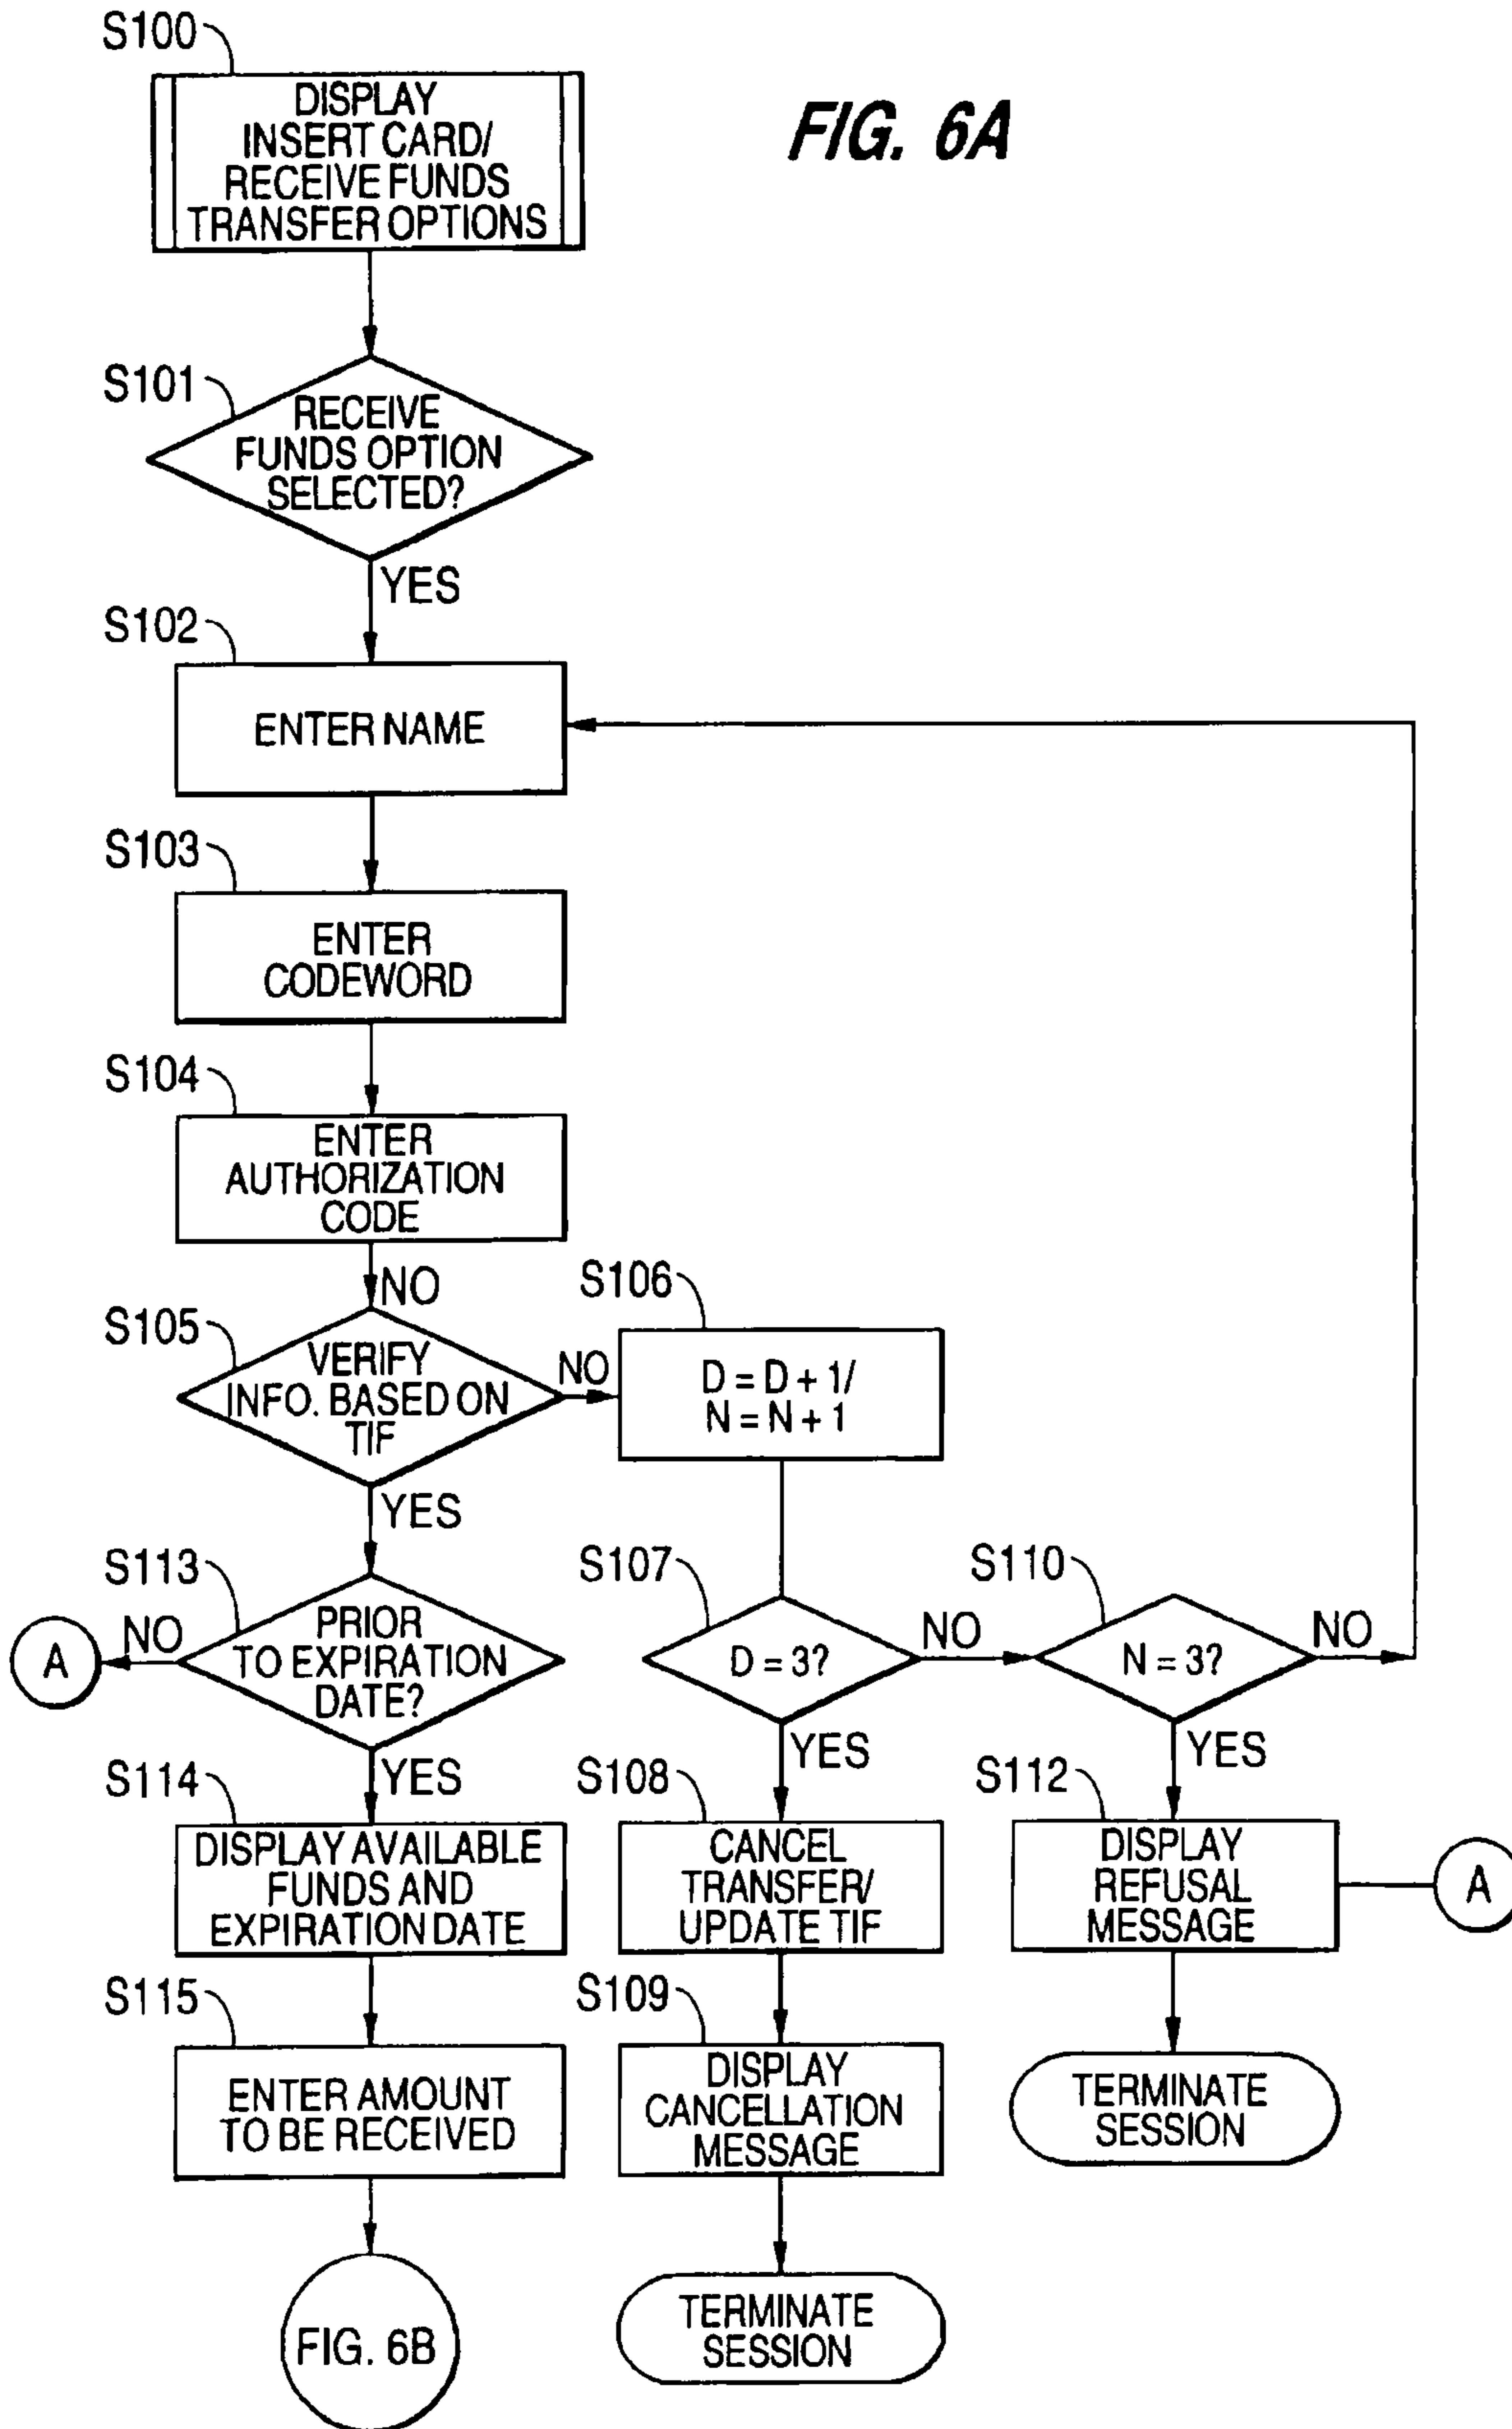 S100
DISPLAY
INSERT CARD/
RECEIVE FUNDS
TRANSFER OPTIONS
FIG. 6A
S101
RECEIVE
FUNDS OPTION
SELECTED?
YES
S102
ENTER NAME
S103
ENTER
CODEWORD
S104
ENTER
AUTHORIZATION
CODE
NO
S105
VERIFY
INFO. BASED ON
TIF
NO
S106
D = D + 1/
N = N + 1
YES
S113
PRIOR
TO EXPIRATION
DATE?
NO
A
S107
D = 3?
NO
S110
N = 3?
NO
YES
S114
DISPLAY AVAILABLE
FUNDS AND
EXPIRATION DATE
YES
S108
CANCEL
TRANSFER/
UPDATE TIF
YES
S112
DISPLAY
REFUSAL
MESSAGE
A
S115
ENTER AMOUNT
TO BE RECEIVED
S109
DISPLAY
CANCELLATION
MESSAGE
TERMINATE
SESSION
FIG. 6B
TERMINATE
SESSION